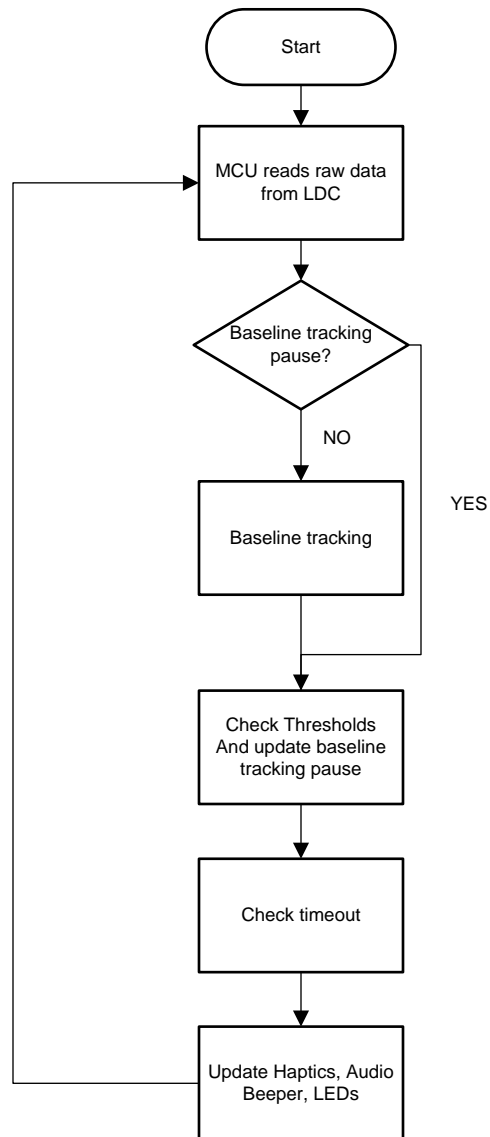 Start
MCU reads raw data
from LDC
Baseline tracking
pause?
NO
YES
Baseline tracking
Check Thresholds
And update baseline
tracking pause
Check timeout
Update Haptics, Audio
Beeper, LEDs